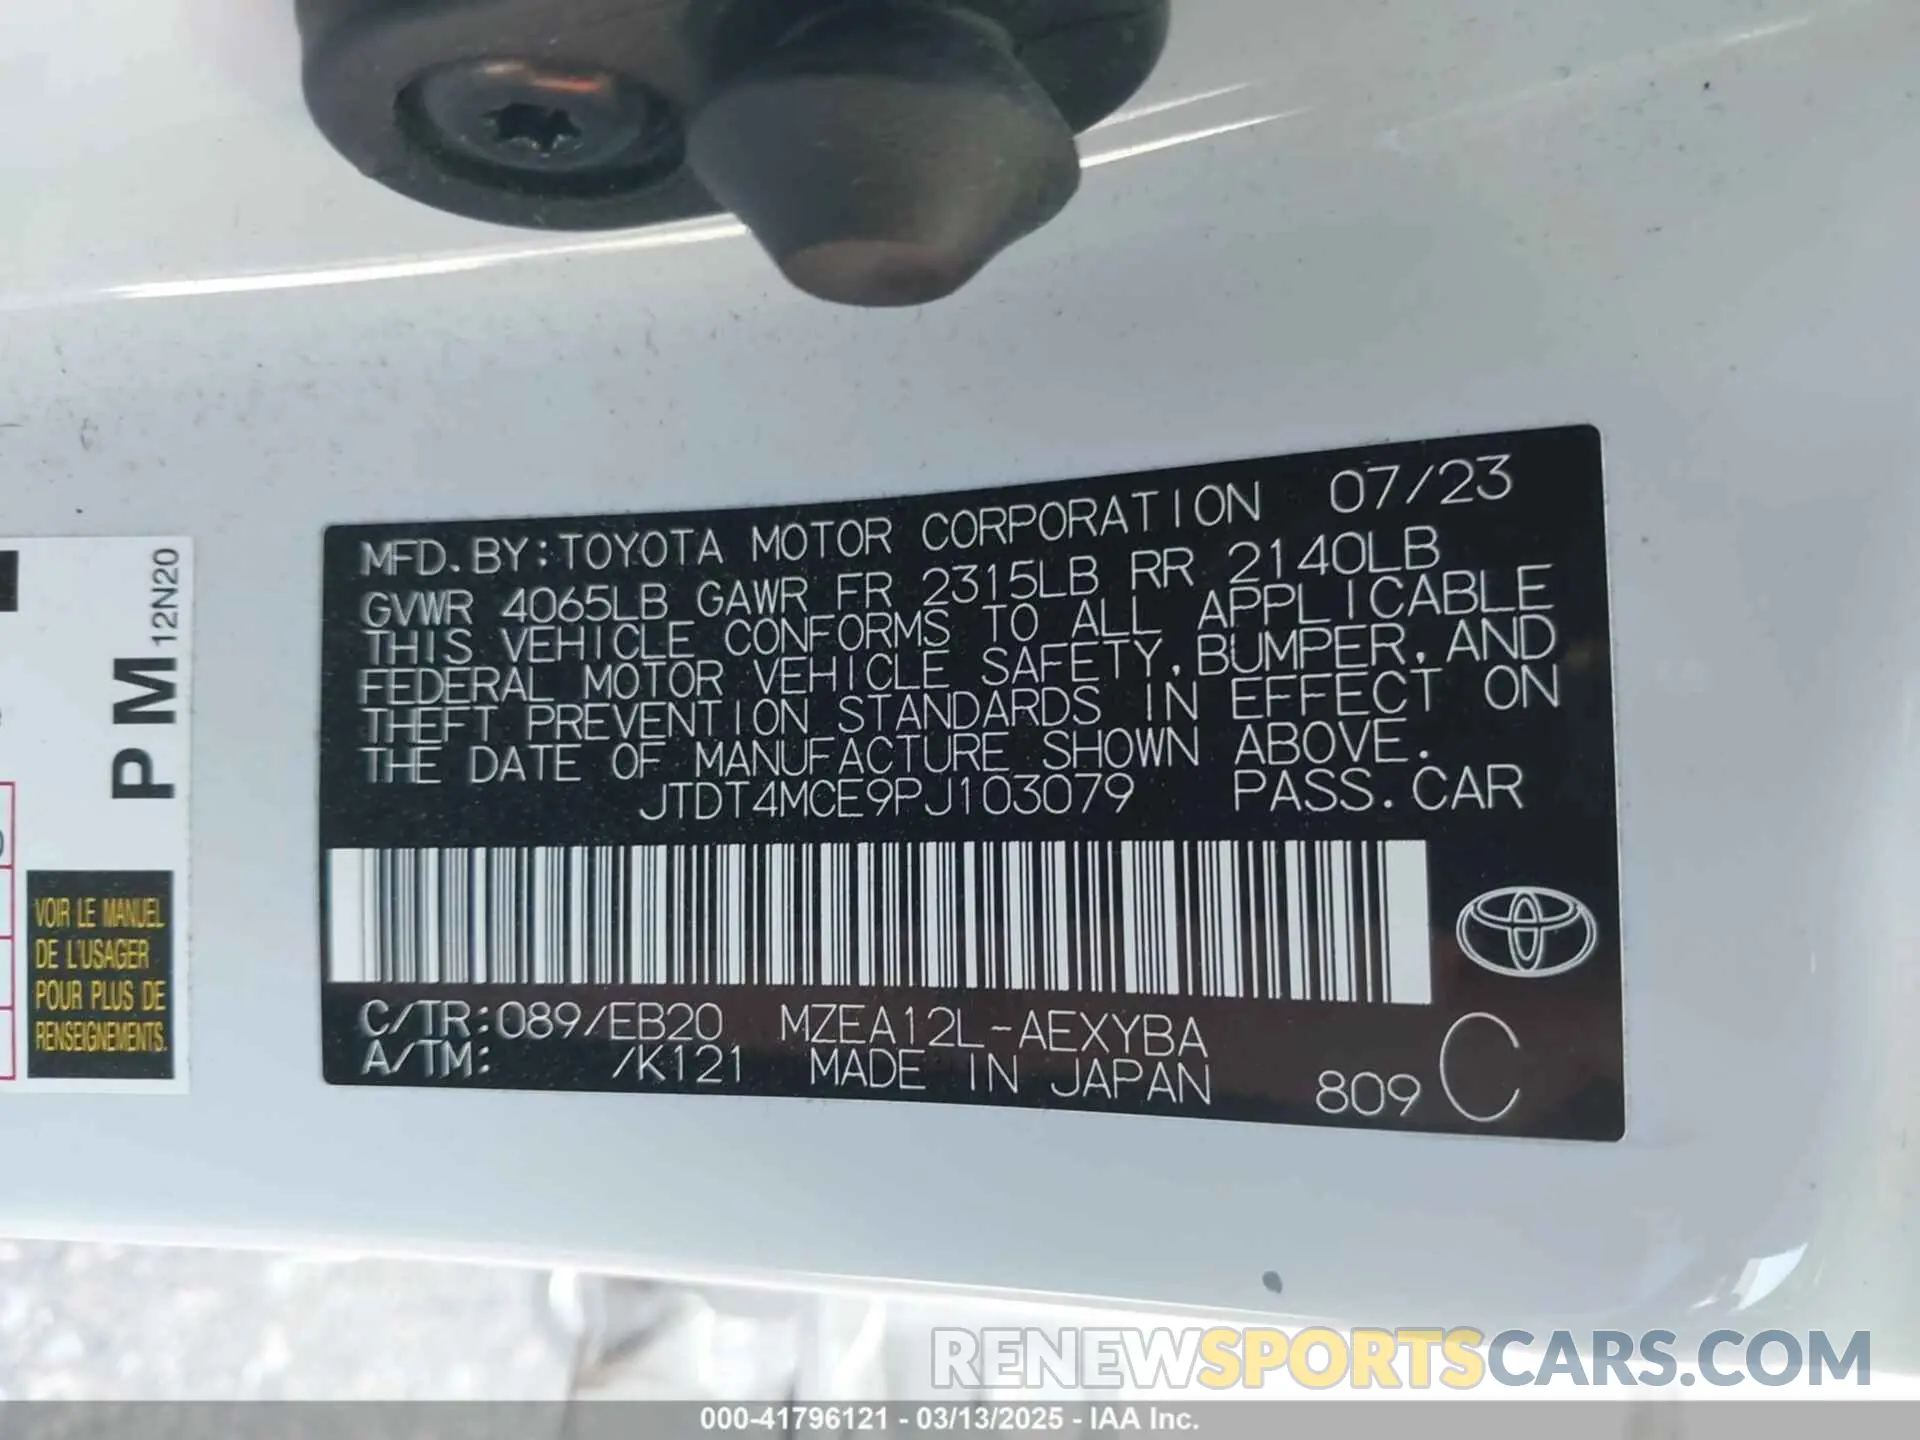 MFD.BY:TOYOTA MOTOR CORPORATION 07/23
GVWR 4065LB GAWR FR 2315LB RR 2140LB
THIS VEHICLE CONFORMS TO ALL APPLICABLE
FEDERAL MOTOR VEHICLE SAFETY,BUMPER,AND
THEFT PREVENTION STANDARDS IN EFFECT ON
THE DATE OF MANUFACTURE SHOWN ABOVE.
JTDT4MCE9PJ103079 PASS.CAR
C/TR:089/EB20 MZEA12L-AEXYBA
A/TM: /K121 MADE IN JAPAN 809 C
PM 12N20
VOIR LE MANUEL
DE L'USAGER
POUR PLUS DE
RENSEIGNEMENTS.
RENEWSPORTSCARS.COM
000-41796121 - 03/13/2025 - IAA Inc.